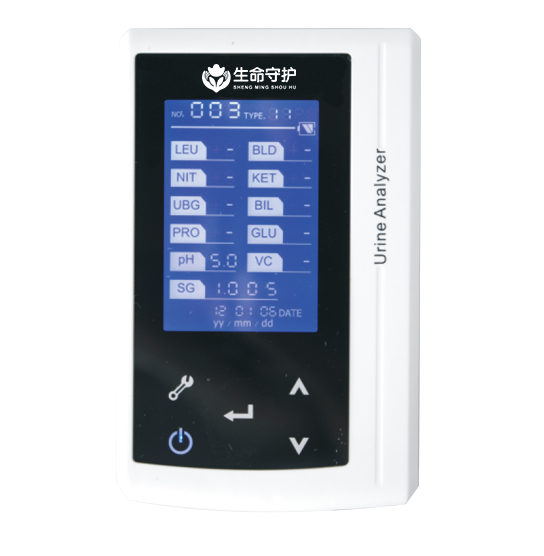 生命守护
SHENG MING SHOU HU
NO. 003 TYPE. 11
LEU - BLD -
NIT - KET -
UBG - BIL -
PRO - GLU -
pH 5.0 VC -
SG 1.005
12 01 06 DATE
yy / mm / dd
Urine Analyzer